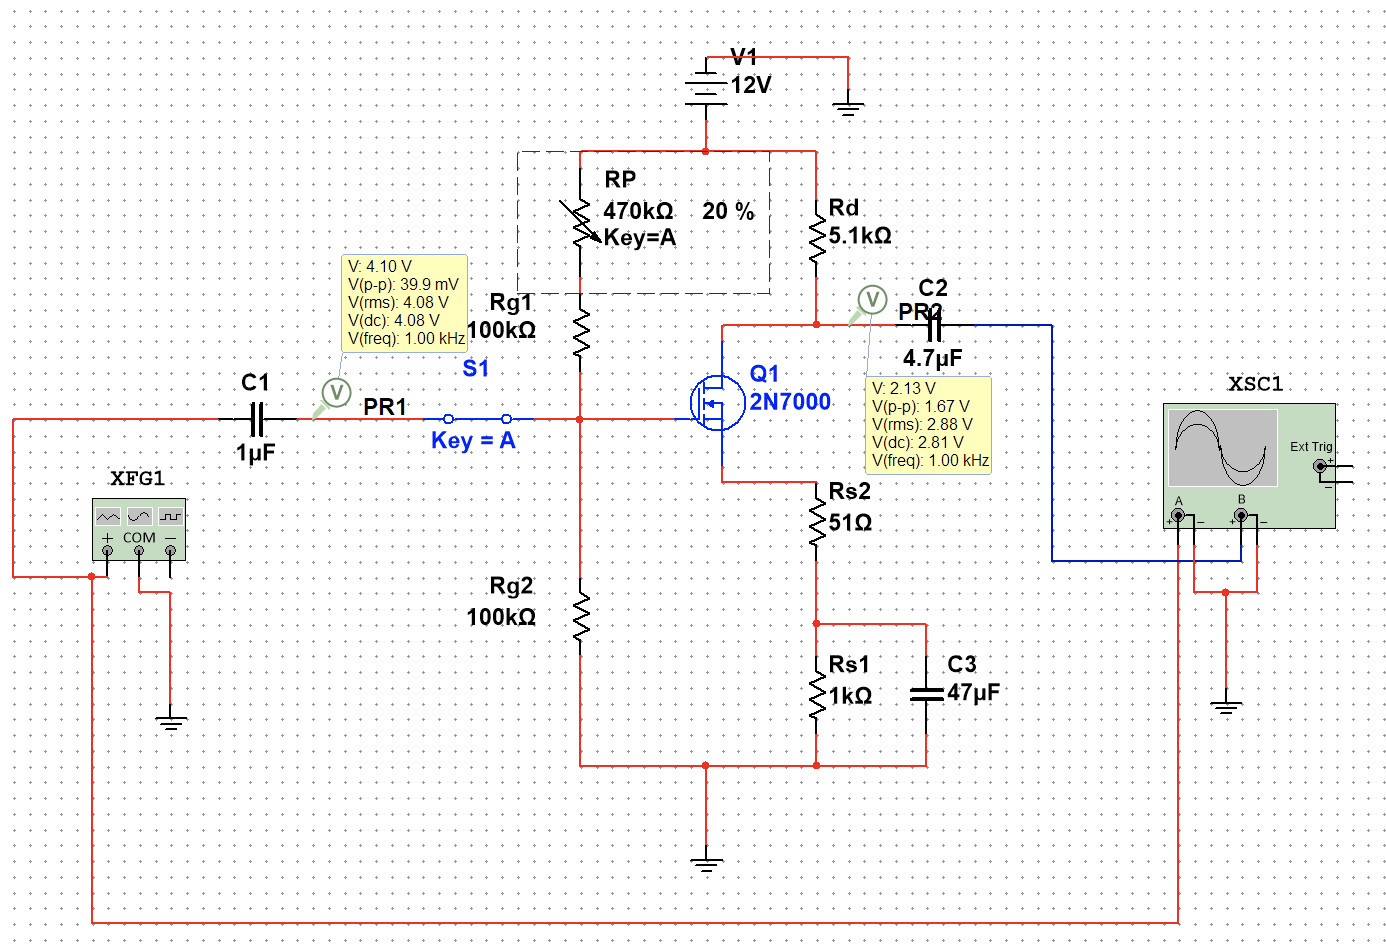 V1
12V
RP
470kΩ 20 %
Key=A
Rd
5.1kΩ
V: 4.10 V
V(p-p): 39.9 mV
V(rms): 4.08 V
V(dc): 4.08 V
V(freq): 1.00 kHz
Rg1
100kΩ
V
C2
PR2
4.7µF
S1
C1
V
PR1
1µF
Key = A
Q1
2N7000
V: 2.13 V
V(p-p): 1.67 V
V(rms): 2.88 V
V(dc): 2.81 V
V(freq): 1.00 kHz
XSC1
Ext Trig
+
−
A
B
+
−
+
−
XFG1
+ COM −
Rs2
51Ω
Rg2
100kΩ
Rs1
1kΩ
C3
47µF